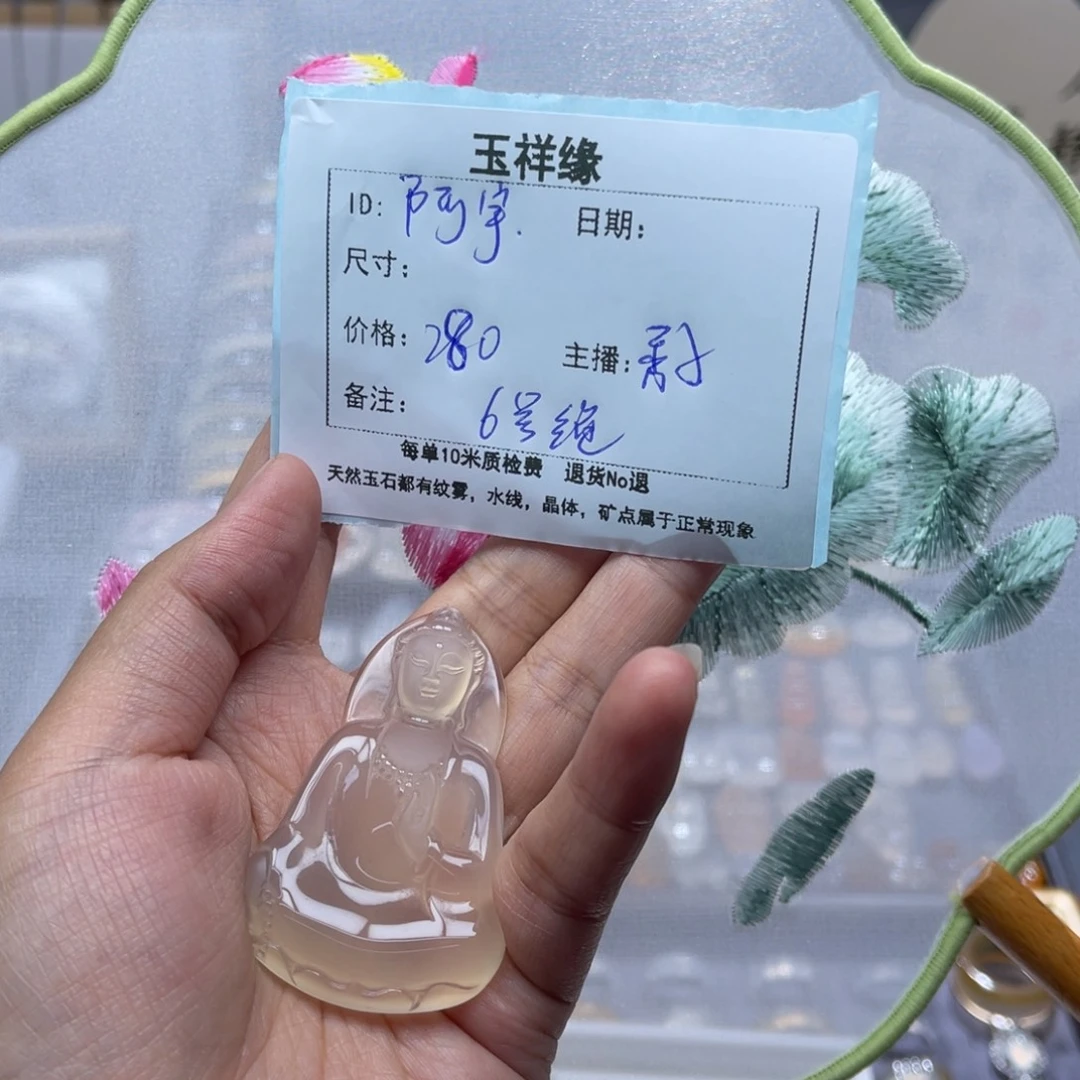 玉祥缘
ID: 阿宇. 日期:
尺寸:
价格: 280 主播:
备注: 6号绳
每单10米质检费 退货No退
天然玉石都有纹雾，水线，晶体，矿点属于正常现象